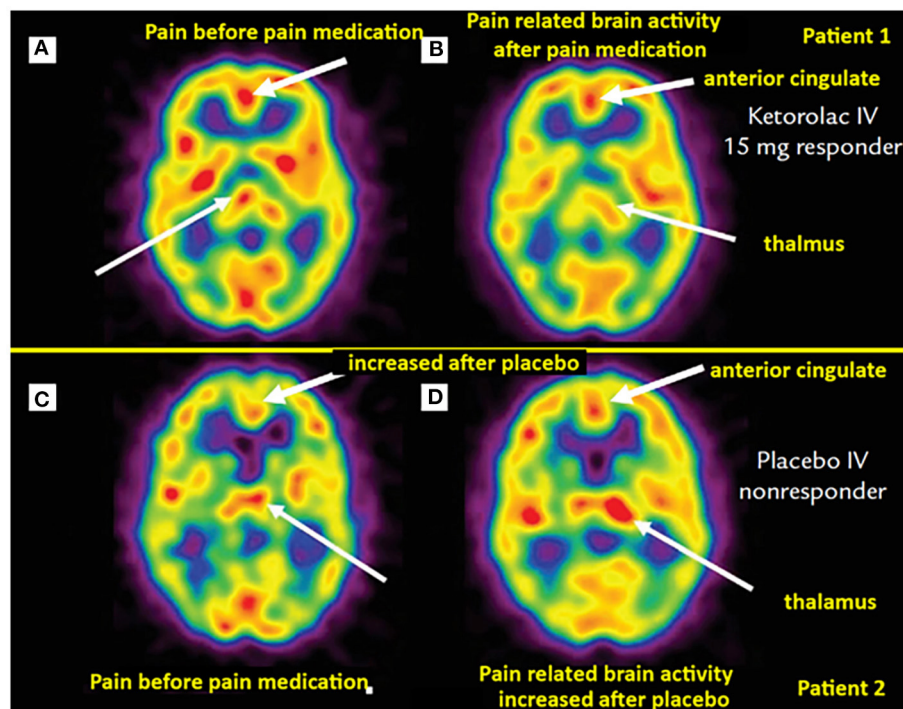 A
Pain before pain medication
B
Pain related brain activity
after pain medication
Patient 1
anterior cingulate
Ketorolac IV
15 mg responder
thalmus
increased after placebo
C
D
anterior cingulate
Placebo IV
nonresponder
thalamus
Pain before pain medication
Pain related brain activity
increased after placebo
Patient 2